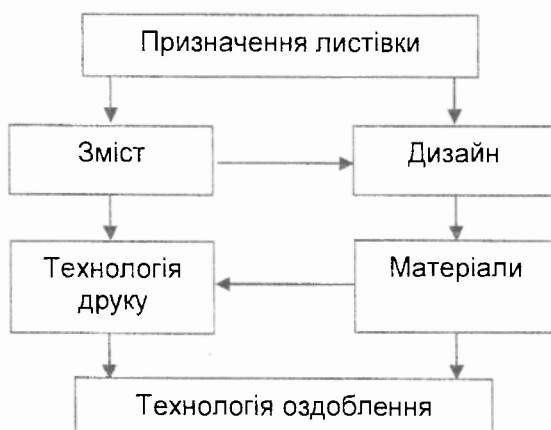 Призначення листівки
Зміст
Дизайн
Технологія
друку
Матеріали
Технологія оздоблення